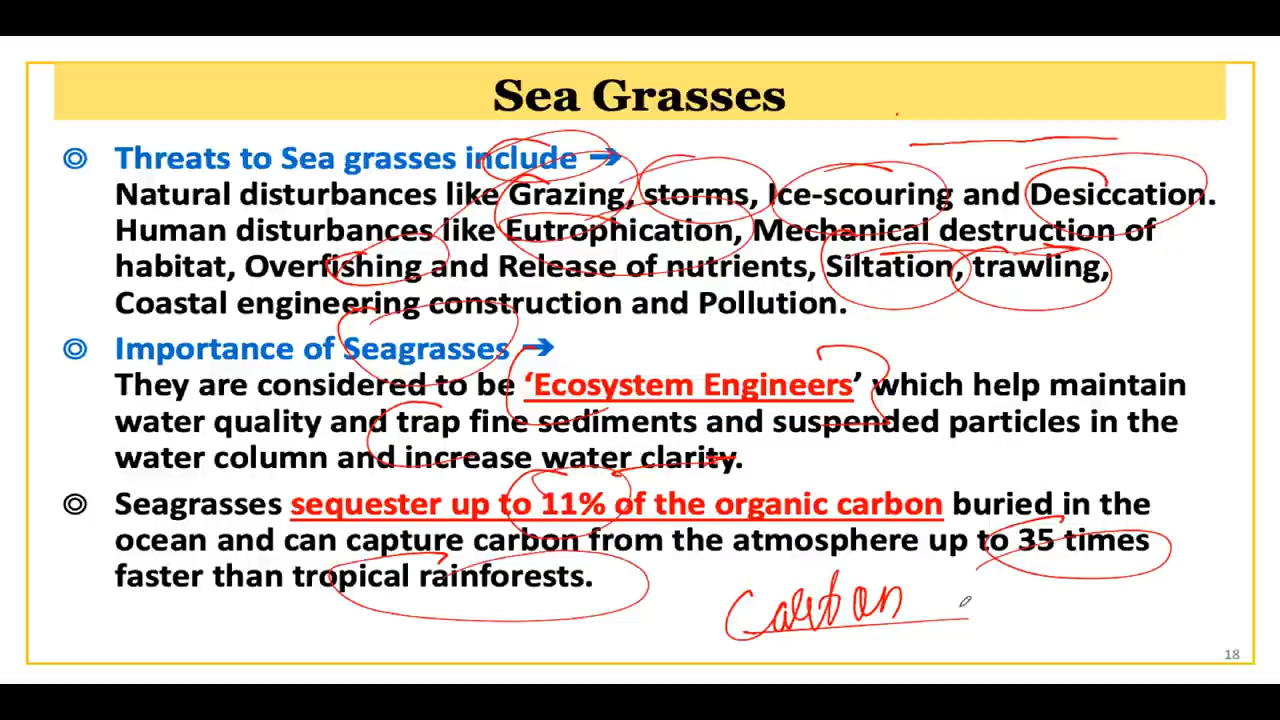 Sea Grasses
◎ Threats to Sea grasses include ➔
Natural disturbances like Grazing, storms, Ice-scouring and Desiccation.
Human disturbances like Eutrophication, Mechanical destruction of
habitat, Overfishing and Release of nutrients, Siltation, trawling,
Coastal engineering construction and Pollution.
◎ Importance of Seagrasses ➔
They are considered to be ‘Ecosystem Engineers’ which help maintain
water quality and trap fine sediments and suspended particles in the
water column and increase water clarity.
◎ Seagrasses sequester up to 11% of the organic carbon buried in the
ocean and can capture carbon from the atmosphere up to 35 times
faster than tropical rainforests.
Carbon
18